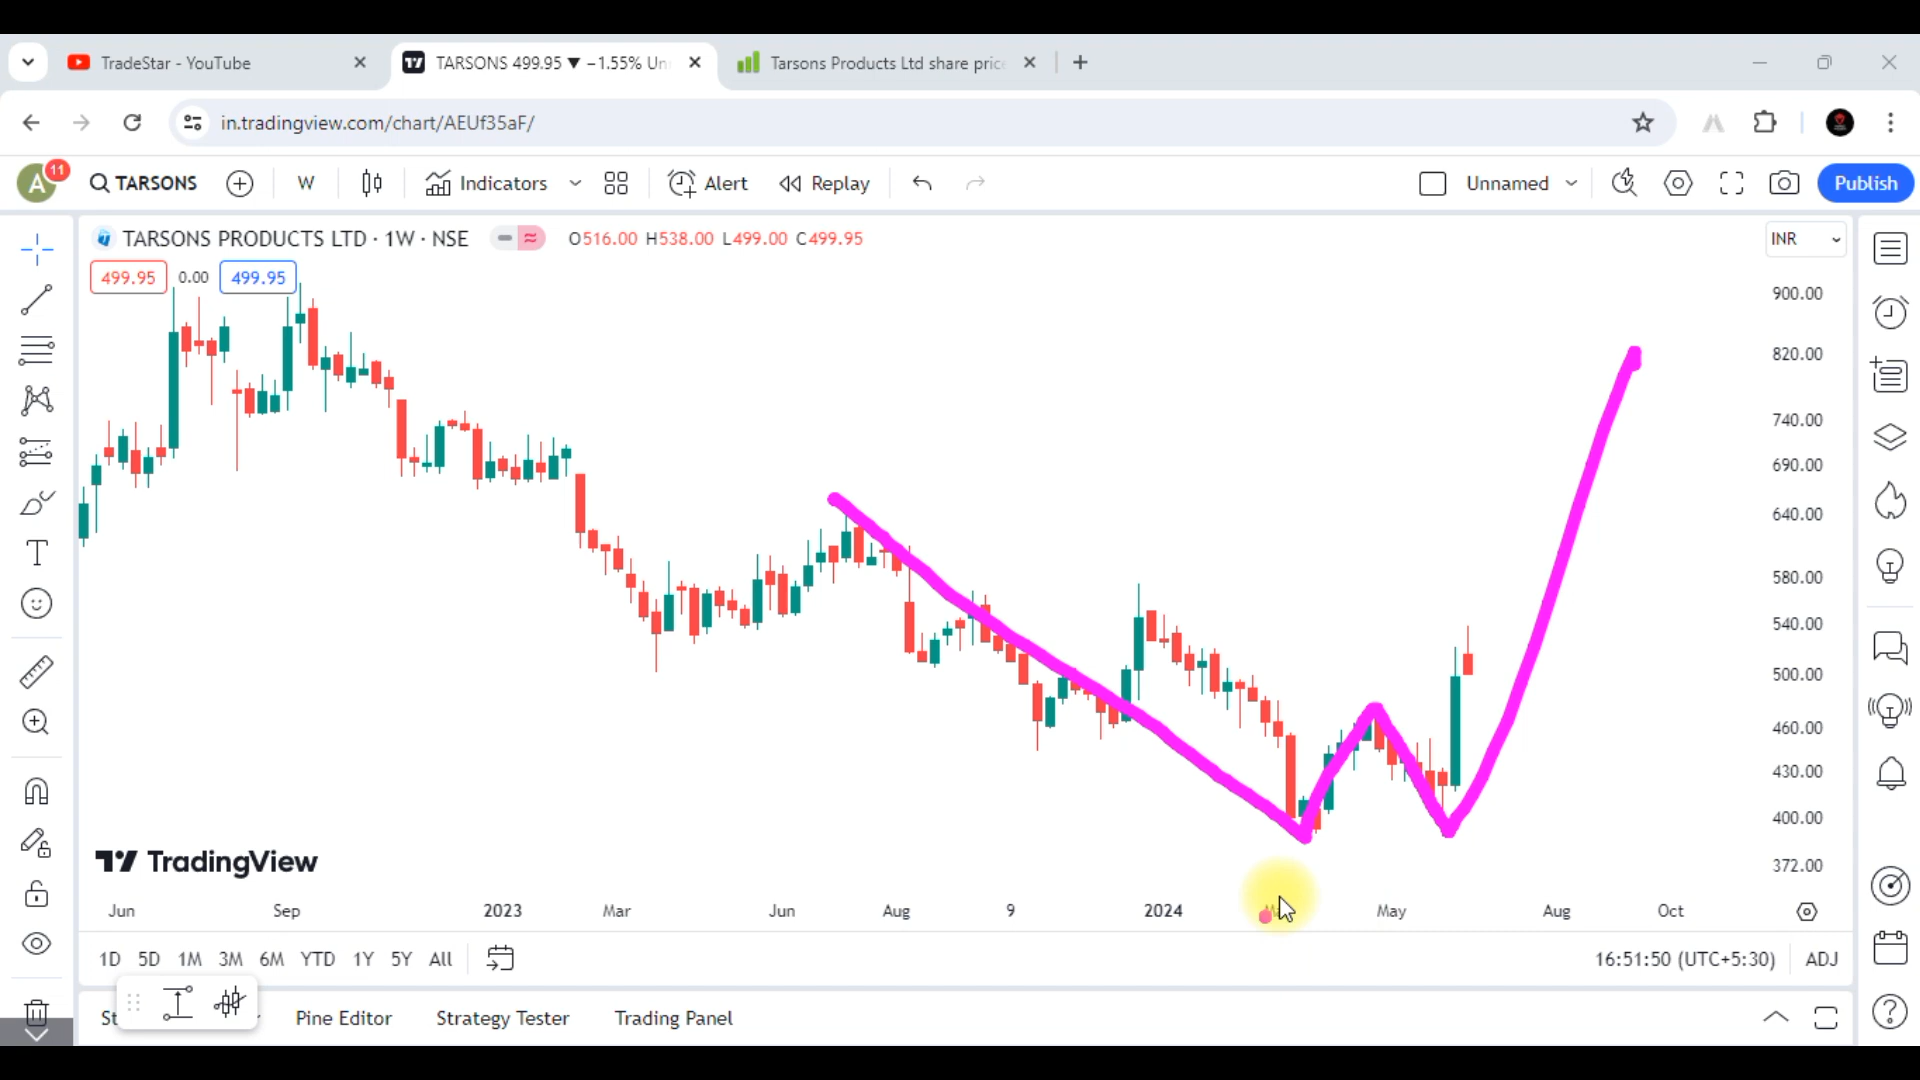 TradeStar - YouTube
TARSONS 499.95 ▼ −1.55% Un
Tarsons Products Ltd share pric
in.tradingview.com/chart/AEUf35aF/
A 11 TARSONS W Indicators Alert Replay Unnamed Publish
TARSONS PRODUCTS LTD · 1W · NSE O516.00 H538.00 L499.00 C499.95 INR
499.95 0.00 499.95
900.00
820.00
740.00
690.00
640.00
580.00
540.00
500.00
460.00
430.00
400.00
372.00
TradingView
Jun Sep 2023 Mar Jun Aug 9 2024 May Aug Oct
1D 5D 1M 3M 6M YTD 1Y 5Y All 16:51:50 (UTC+5:30) ADJ
Pine Editor Strategy Tester Trading Panel